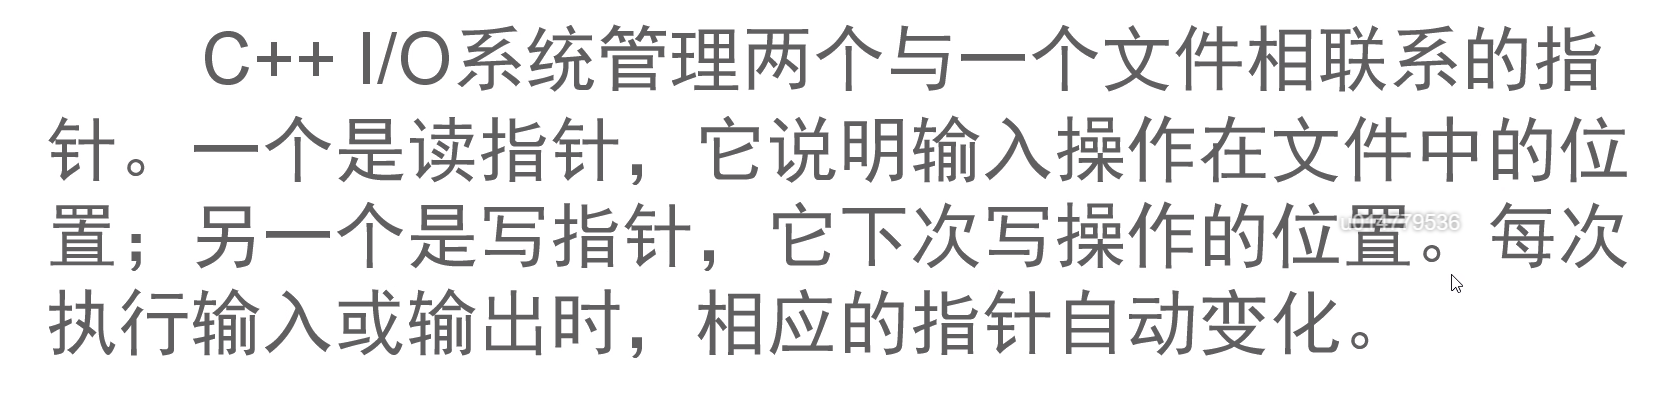 C++ I/O系统管理两个与一个文件相联系的指
针。一个是读指针，它说明输入操作在文件中的位
置；另一个是写指针，它下次写操作的位置。每次
执行输入或输出时，相应的指针自动变化。
u014779536